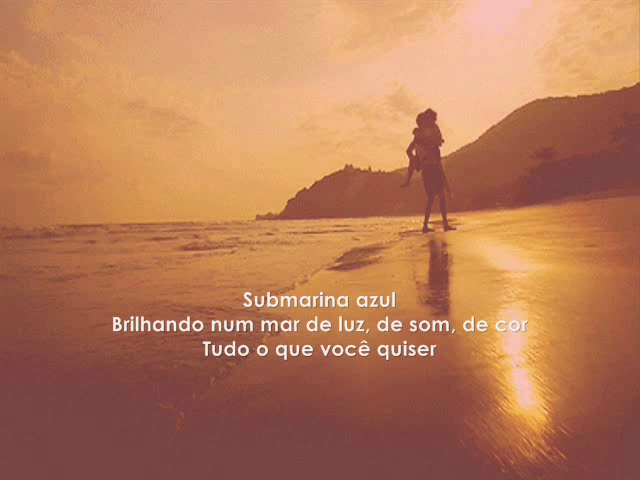 Submarina azul
Brilhando num mar de luz, de som, de cor
Tudo o que você quiser